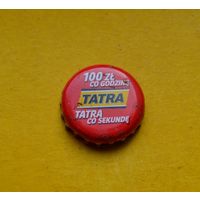 100 ZŁ
CO GODZINĘ
TATRA
TATRA
CO SEKUNDĘ